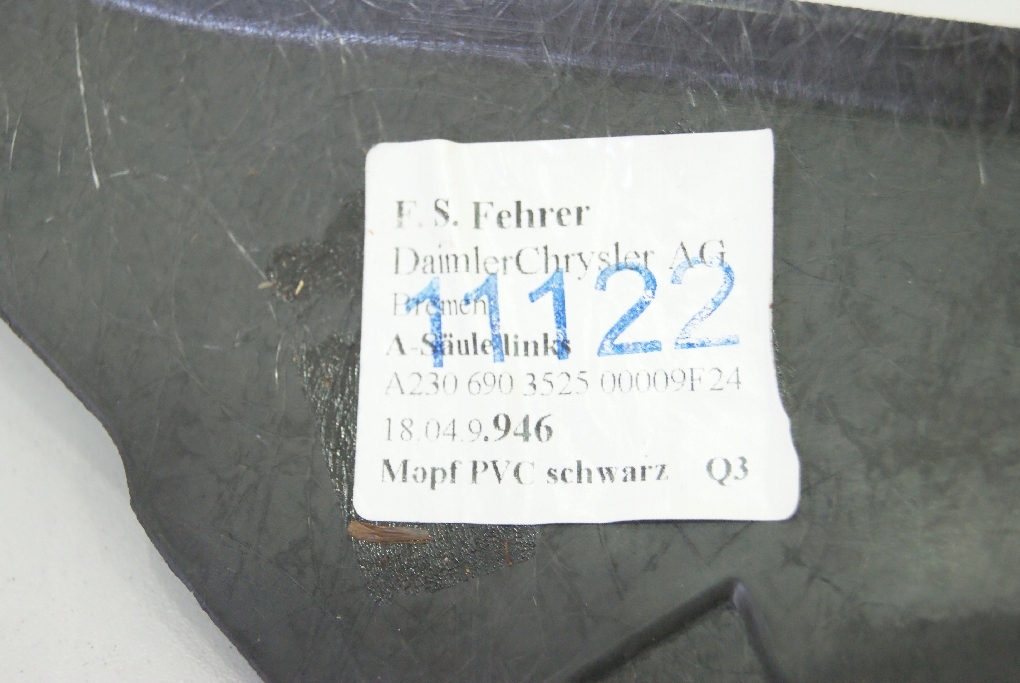 F. S. Fehrer
DaimlerChrysler AG
Bremen
11122
A-Säule links
A230 690 3525 00009F24
18.04.9.946
Mopf PVC schwarz Q3